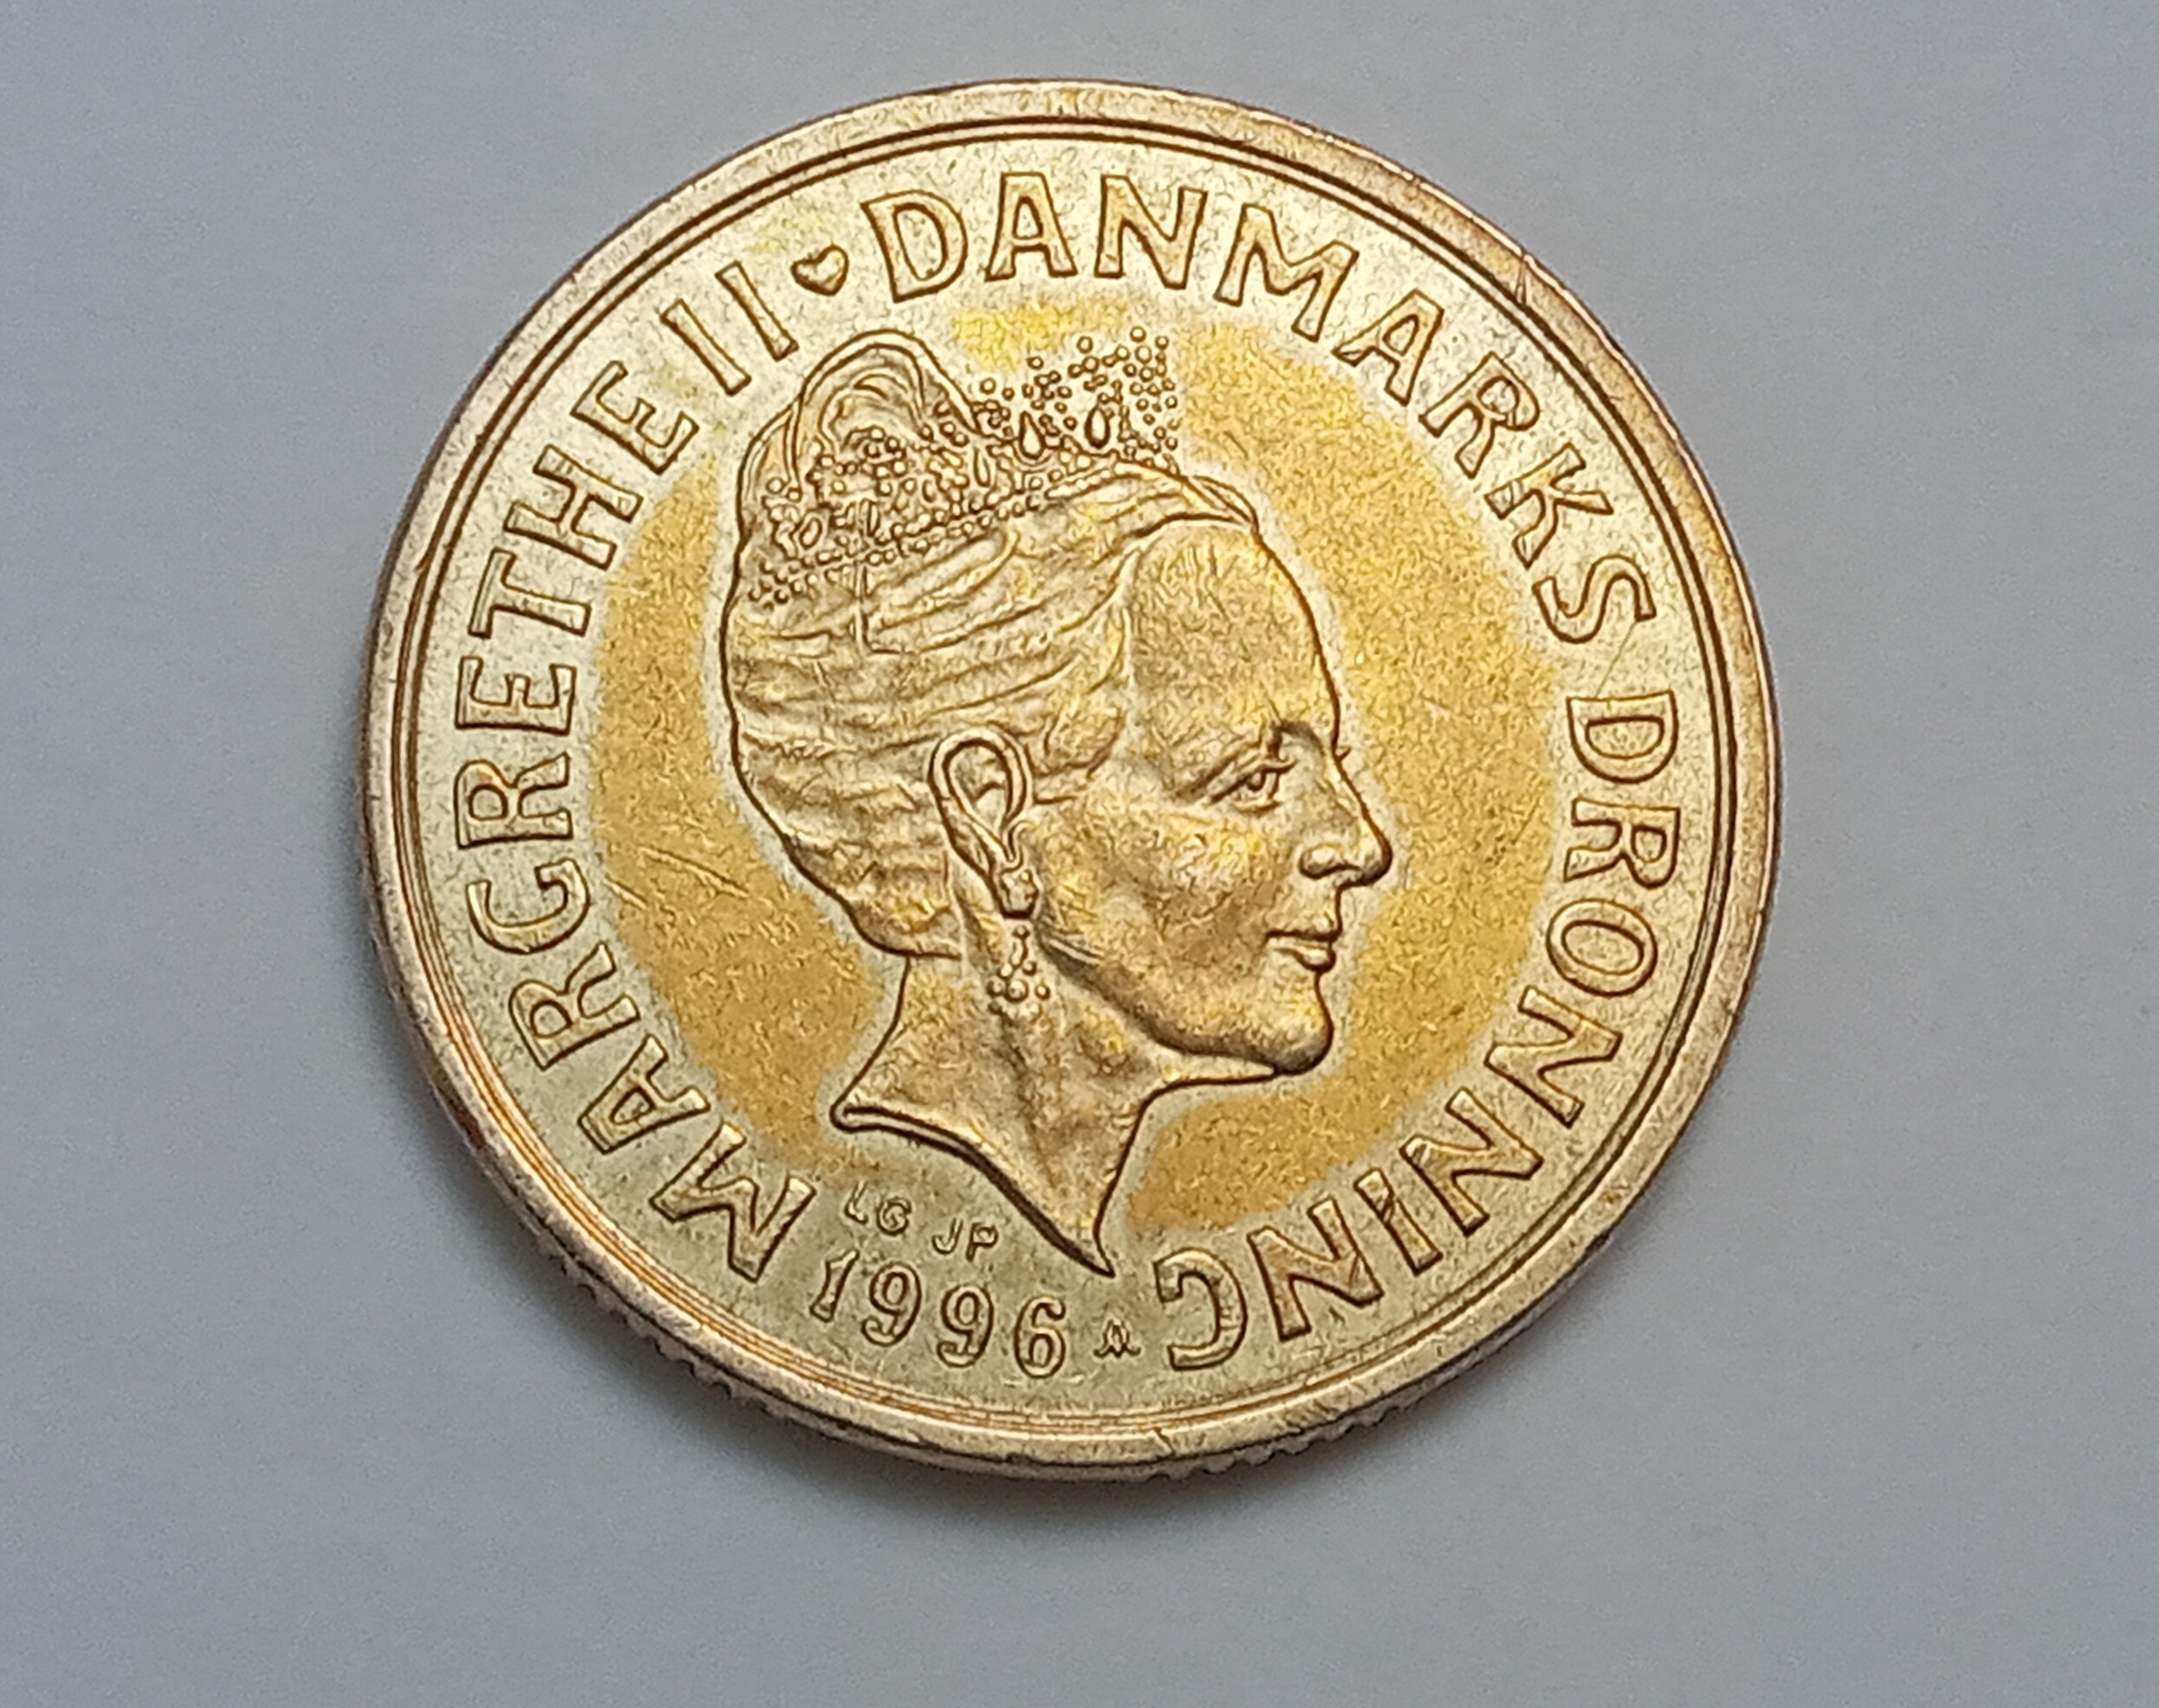 MARGRETHE II ♥ DANMARKS DRONNING
LG JP
1996